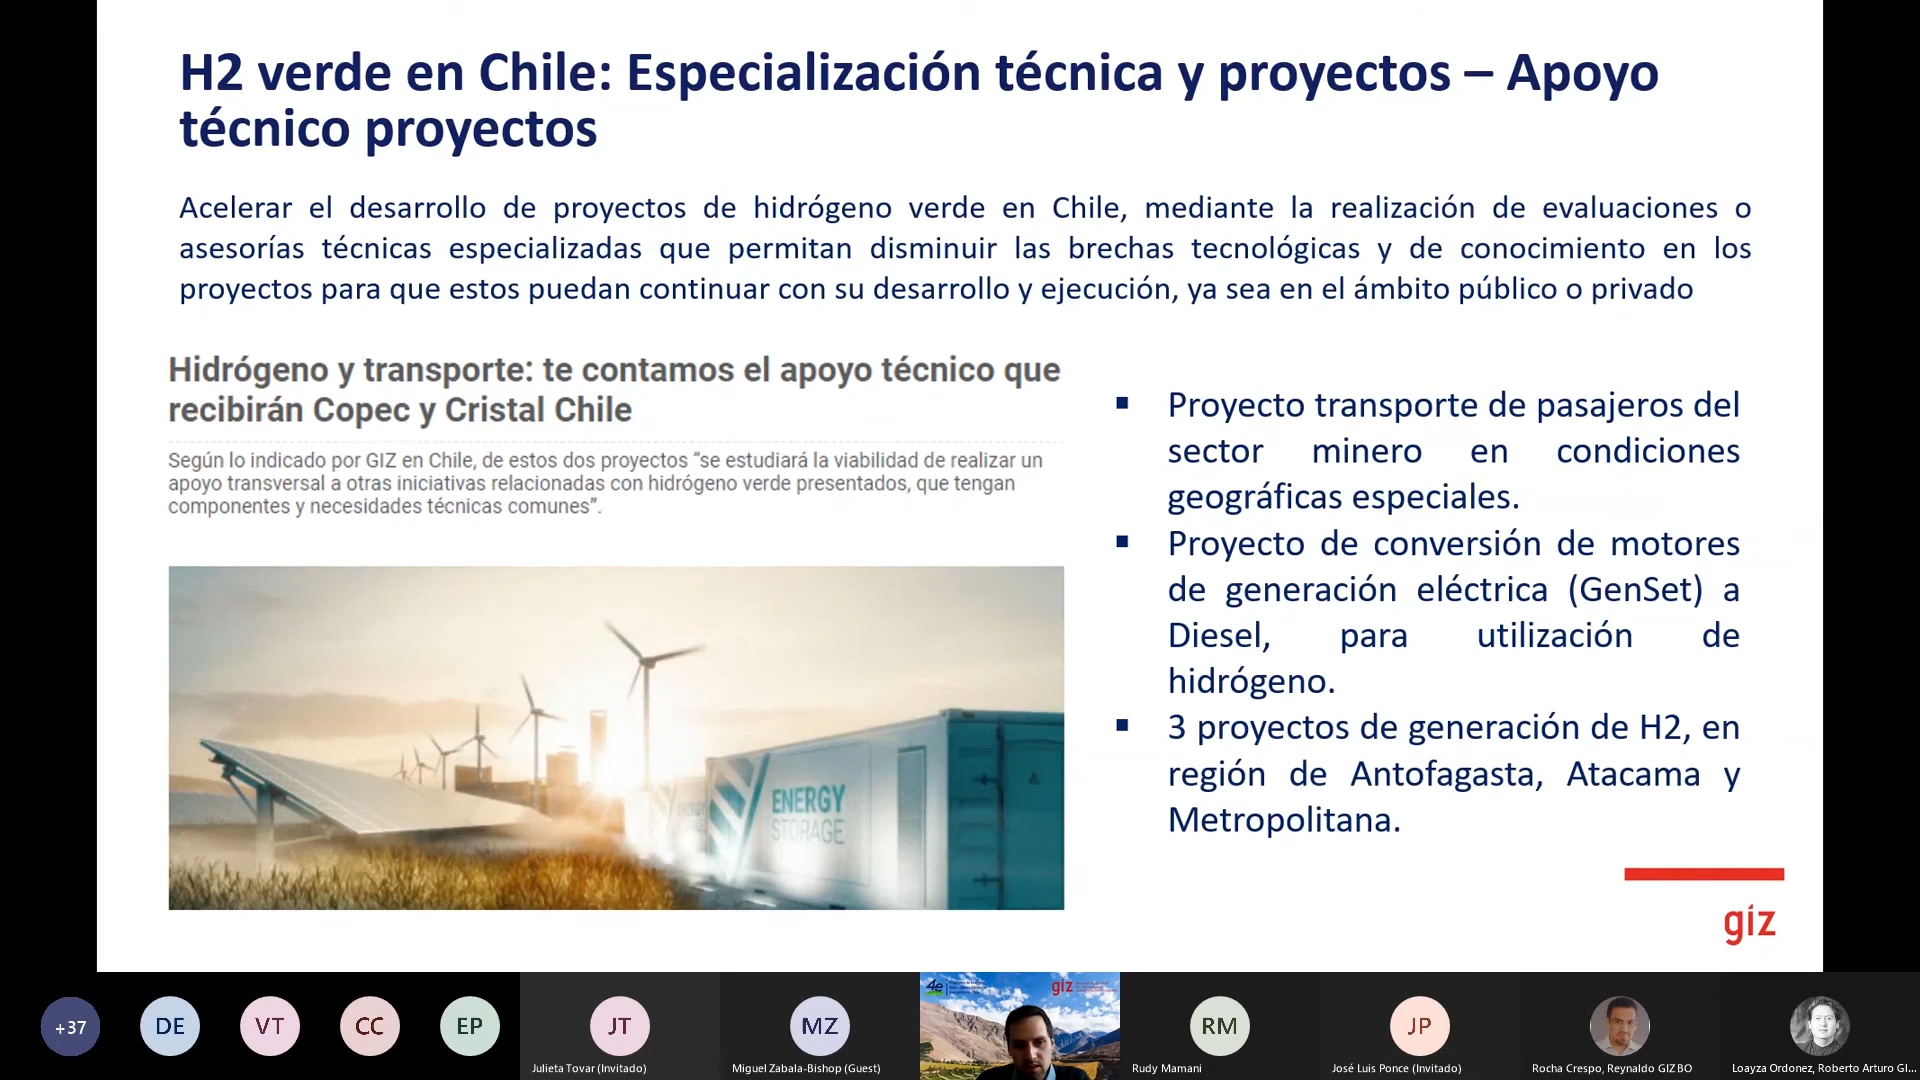 H2 verde en Chile: Especialización técnica y proyectos – Apoyo
técnico proyectos
Acelerar el desarrollo de proyectos de hidrógeno verde en Chile, mediante la realización de evaluaciones o
asesorías técnicas especializadas que permitan disminuir las brechas tecnológicas y de conocimiento en los
proyectos para que estos puedan continuar con su desarrollo y ejecución, ya sea en el ámbito público o privado
Hidrógeno y transporte: te contamos el apoyo técnico que
recibirán Copec y Cristal Chile
Según lo indicado por GIZ en Chile, de estos dos proyectos “se estudiará la viabilidad de realizar un
apoyo transversal a otras iniciativas relacionadas con hidrógeno verde presentados, que tengan
componentes y necesidades técnicas comunes”.
ENERGY
STORAGE
▪ Proyecto transporte de pasajeros del
sector minero en condiciones
geográficas especiales.
▪ Proyecto de conversión de motores
de generación eléctrica (GenSet) a
Diesel, para utilización de
hidrógeno.
▪ 3 proyectos de generación de H2, en
región de Antofagasta, Atacama y
Metropolitana.
giz
+37
DE
VT
CC
EP
JT
Julieta Tovar (Invitado)
MZ
Miguel Zabala-Bishop (Guest)
4e
giz
RM
Rudy Mamani
JP
José Luis Ponce (Invitado)
Rocha Crespo, Reynaldo GIZ BO
Loayza Ordonez, Roberto Arturo GI...